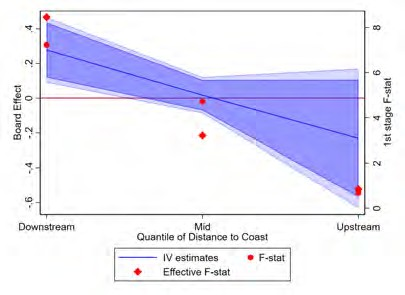 .4
.2
0
-.2
-.4
-.6
Board Effect
8
6
4
2
0
1st stage F-stat
Downstream Mid Upstream
Quantile of Distance to Coast
IV estimates F-stat
Effective F-stat